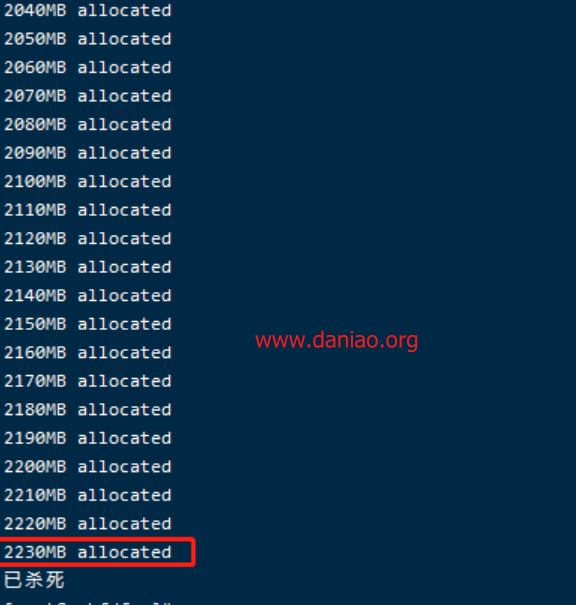 2040MB allocated
2050MB allocated
2060MB allocated
2070MB allocated
2080MB allocated
2090MB allocated
2100MB allocated
2110MB allocated
2120MB allocated
2130MB allocated
2140MB allocated
2150MB allocated
www.daniao.org
2160MB allocated
2170MB allocated
2180MB allocated
2190MB allocated
2200MB allocated
2210MB allocated
2220MB allocated
2230MB allocated
已杀死